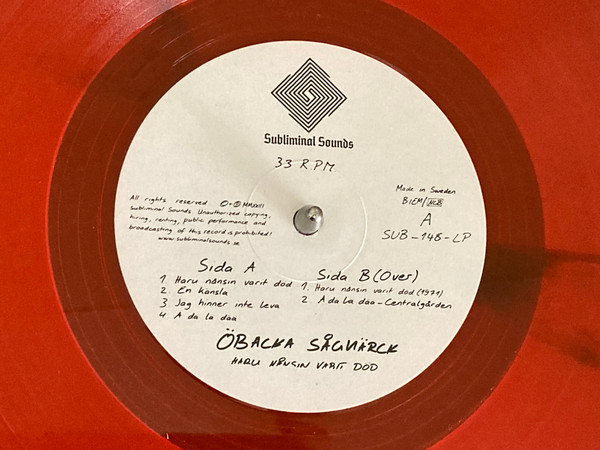 Subliminal Sounds
33 R.P.M
All rights reserved. ©+℗ MMXXII
Subliminal Sounds. Unauthorized copying,
hiring, renting, public performance and
broadcasting of this record is prohibited!
www.subliminalsounds.se
Made in Sweden
BIEM/NCB
A
SUB-148-LP
Sida A
1. Haru nånsin varit död
2. En känsla
3. Jag hinner inte leva
4. A da la daa
Sida B (Over)
1. Haru nånsin varit död (1971)
2. A da la daa - Centralgården
ÖBACKA SÅGVÄRCK
HARU NÅNSIN VARIT DÖD